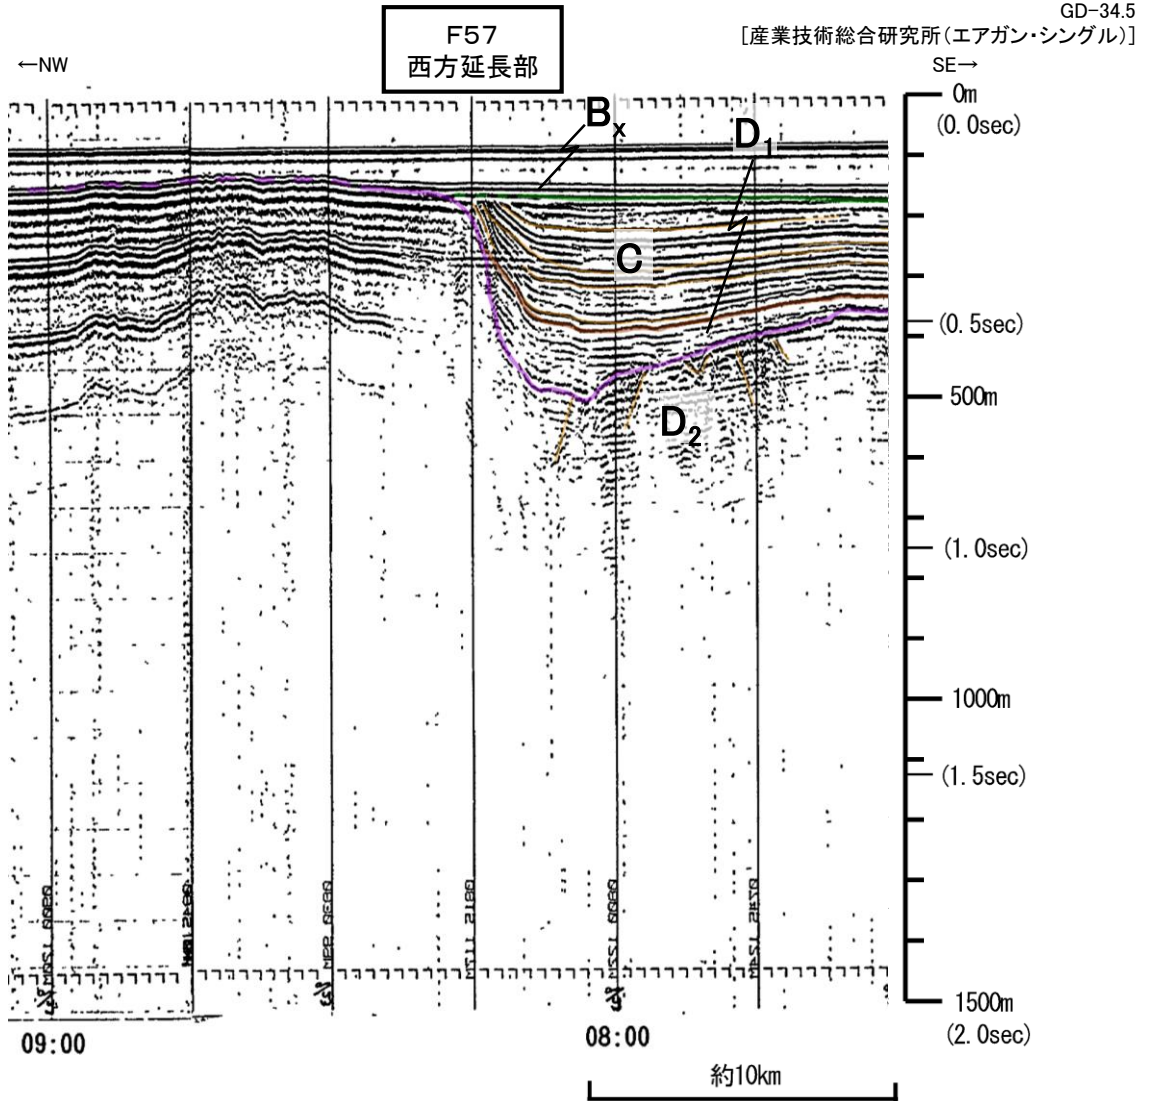 GD-34.5
[産業技術総合研究所(エアガン・シングル)]
F57
西方延長部
←NW
SE→
0m
(0.0sec)
Bx
D1
C
(0.5sec)
500m
D2
(1.0sec)
1000m
(1.5sec)
1500m
(2.0sec)
09:00
08:00
約10km